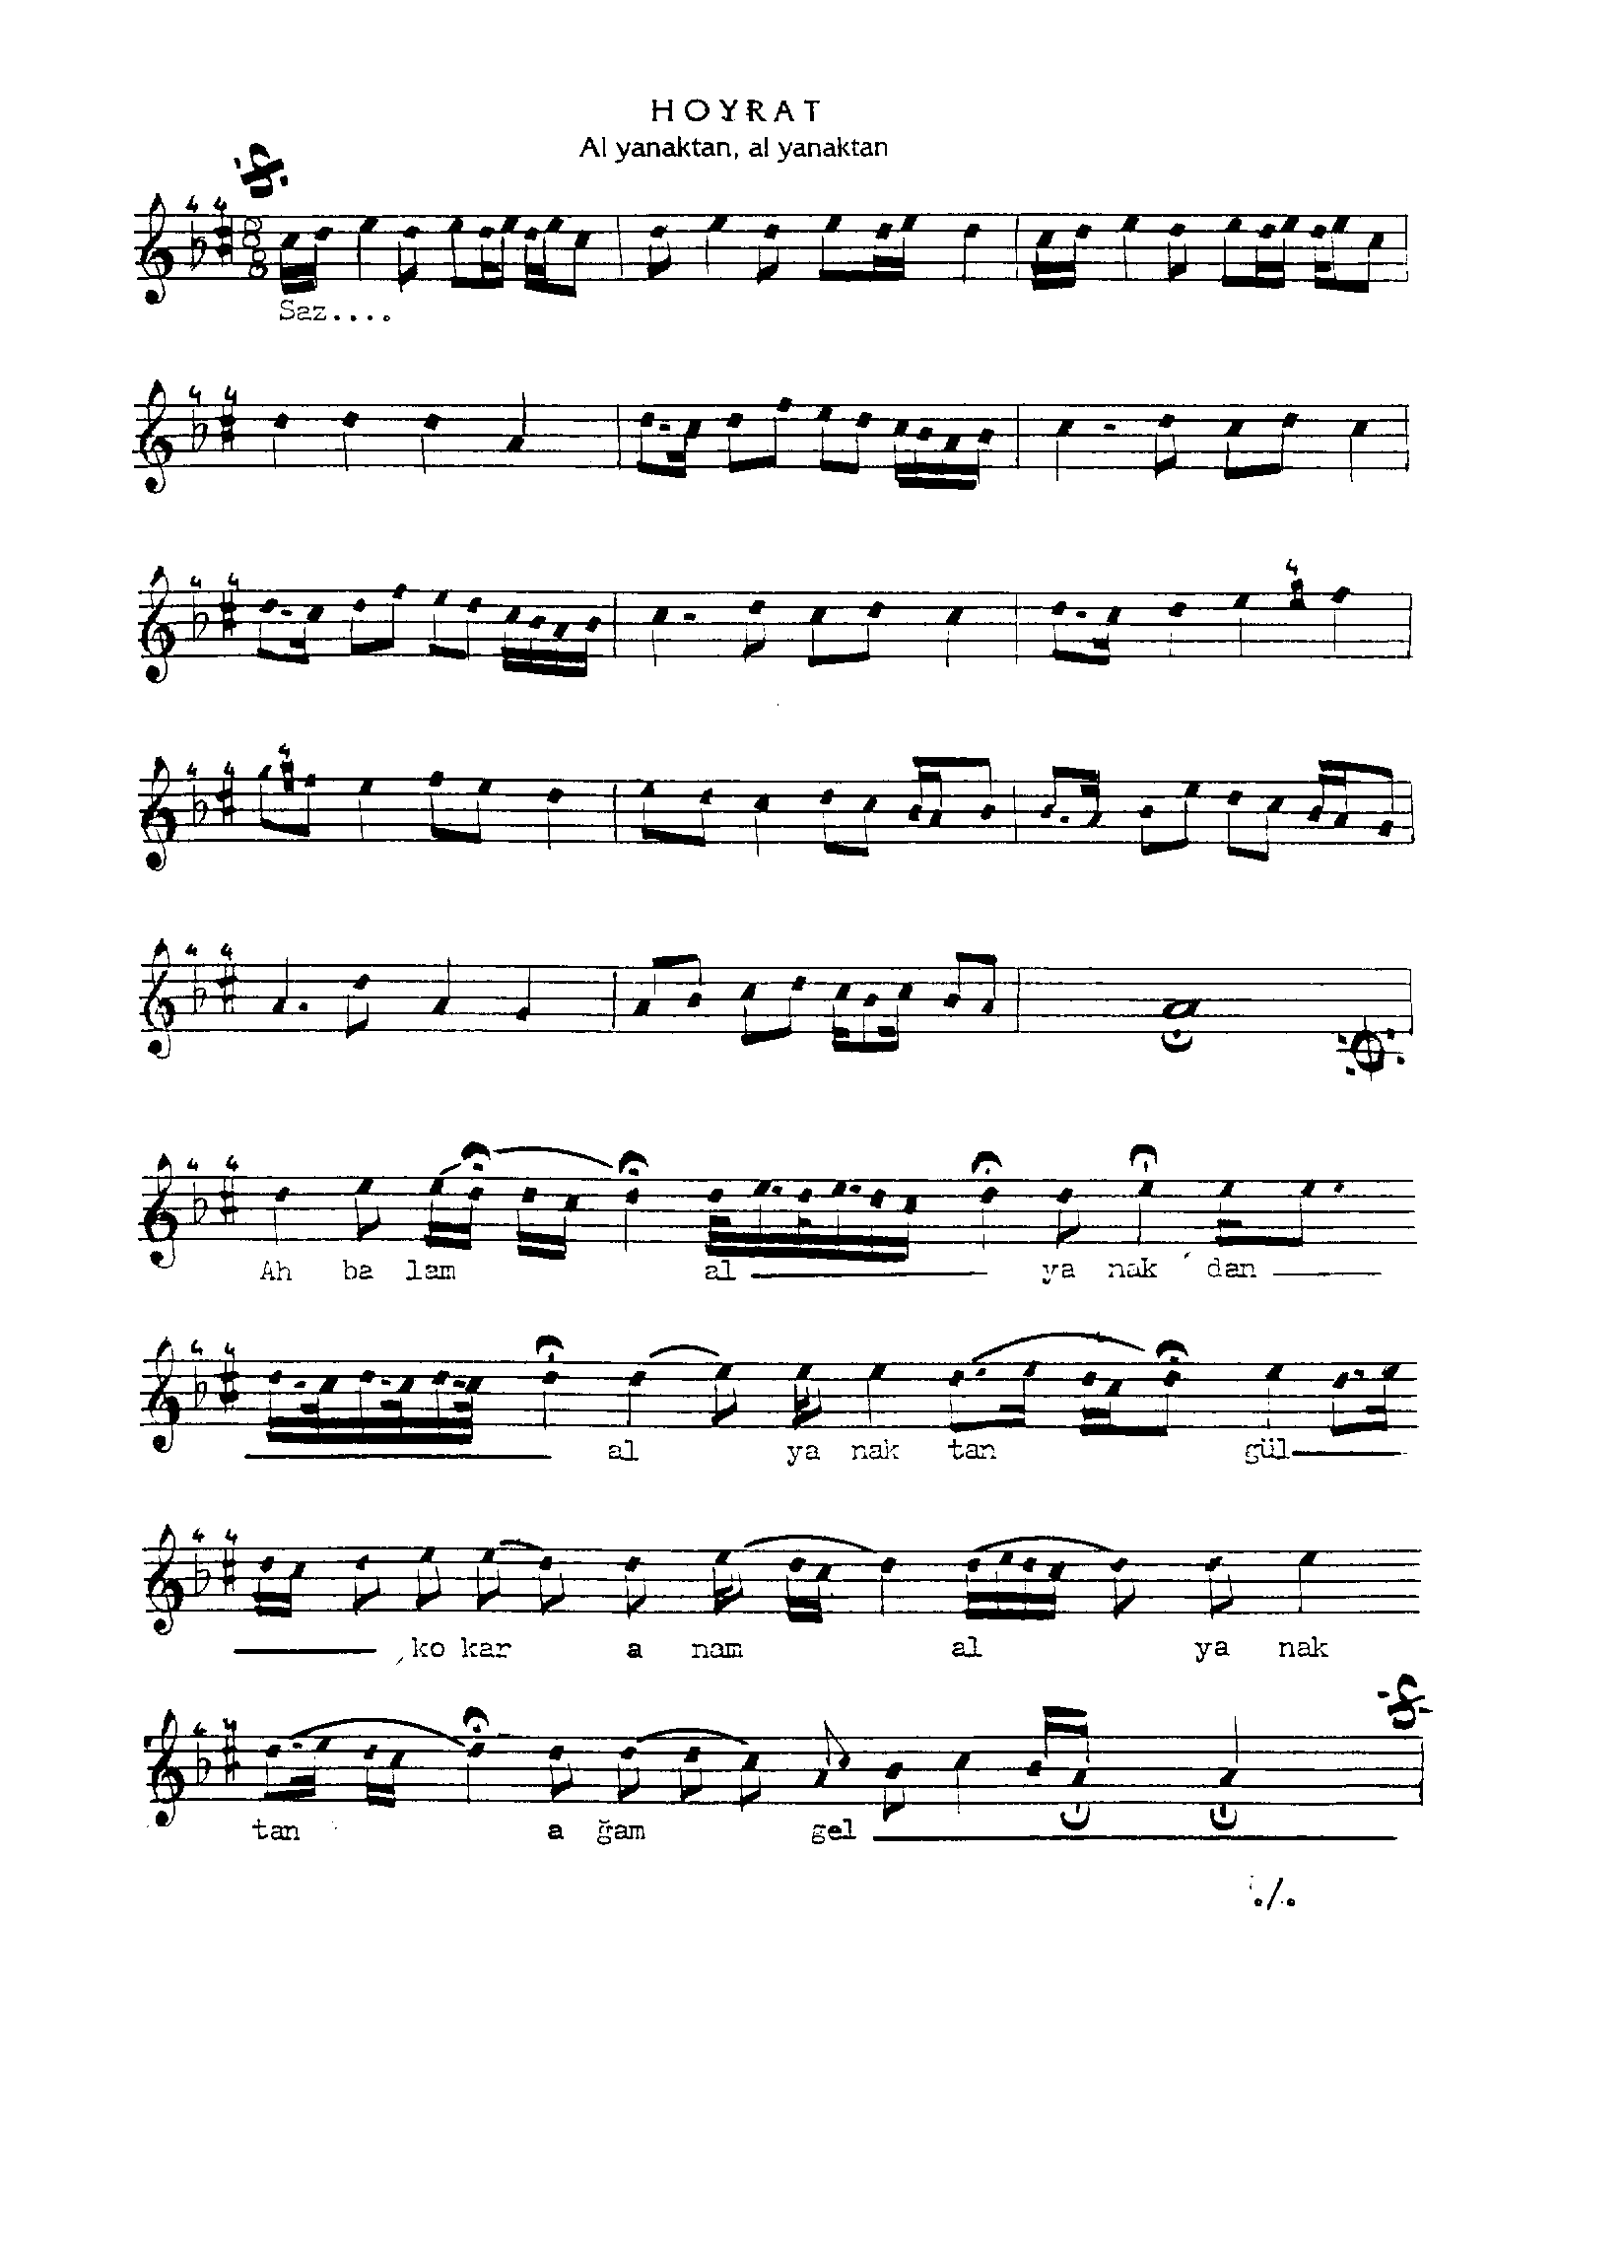 HOYRAT
Al yanaktan, al yanaktan
Saz....
Ah ba lam al ya nak dan
al ya nak tan gül
ko kar a nam al ya nak
tan a ğam gel
./.